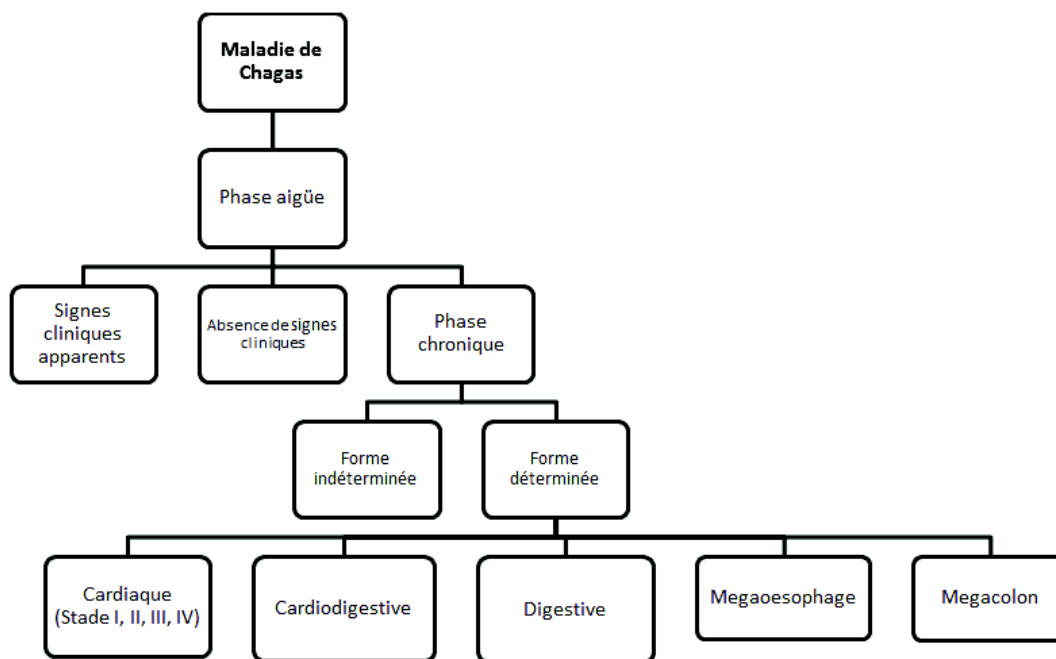 Maladie de
Chagas
Phase aigüe
Signes
cliniques
apparents
Absence de signes
cliniques
Phase
chronique
Forme
indéterminée
Forme
déterminée
Cardiaque
(Stade I, II, III, IV)
Cardiodigestive
Digestive
Megaoesophage
Megacolon